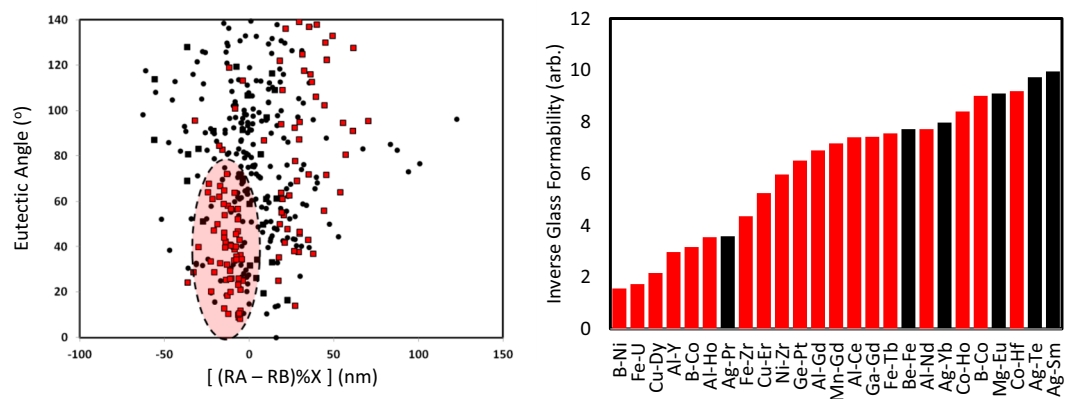 140
120
100
80
60
40
20
0
-100
-50
0
50
100
150
Eutectic Angle (º)
[ (RA – RB)%X ] (nm)
12
10
8
6
4
2
0
Inverse Glass Formability (arb.)
B-Ni
Fe-U
Cu-Dy
Al-Y
B-Co
Al-Ho
Ag-Pr
Fe-Zr
Cu-Er
Ni-Zr
Ge-Pt
Al-Gd
Mn-Gd
Al-Ce
Ga-Gd
Fe-Tb
Be-Fe
Al-Nd
Ag-Yb
Co-Ho
B-Co
Mg-Eu
Co-Hf
Ag-Te
Ag-Sm